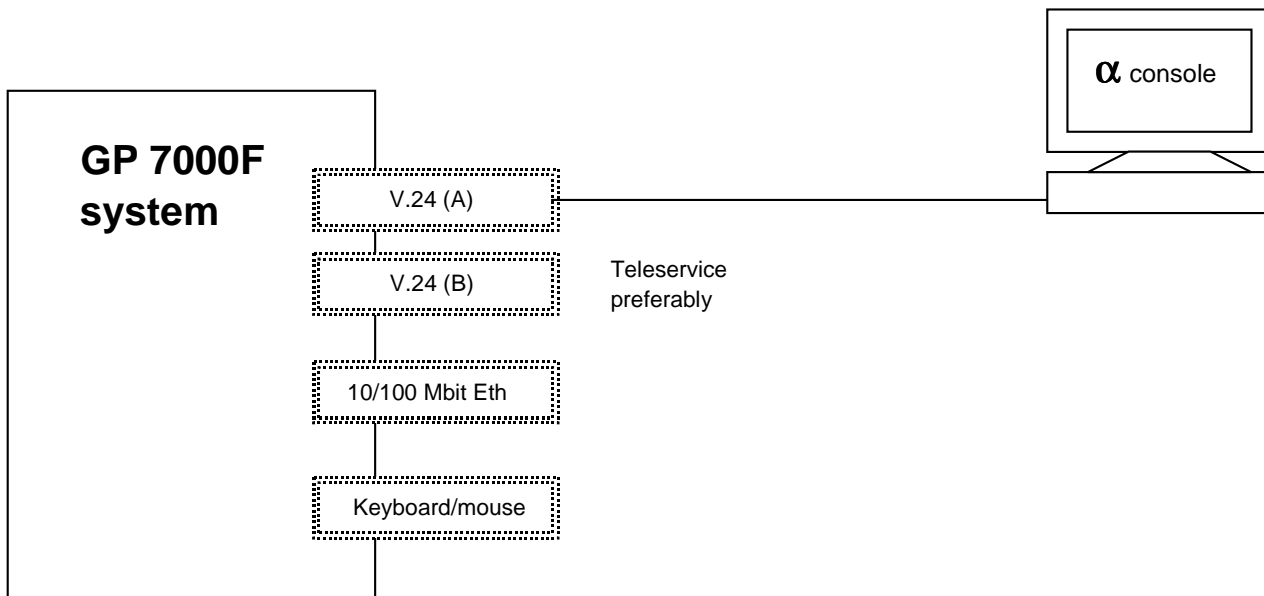 α console
GP 7000F
system
V.24 (A)
V.24 (B)
Teleservice
preferably
10/100 Mbit Eth
Keyboard/mouse